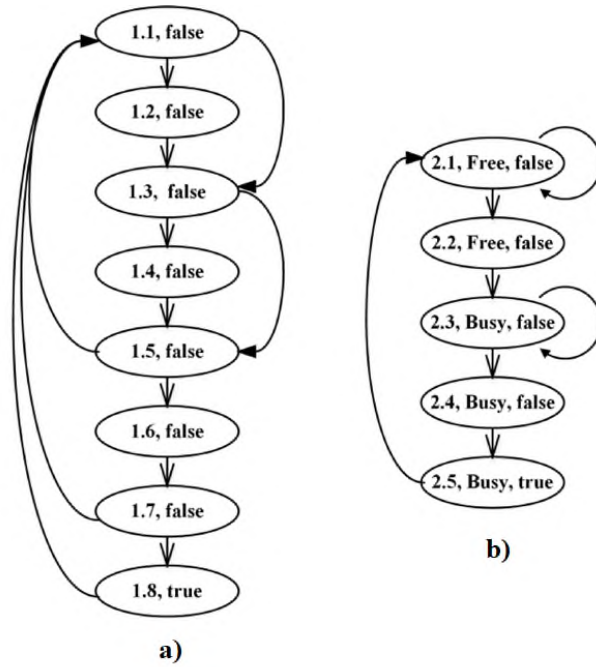 1.1, false
1.2, false
1.3, false
1.4, false
1.5, false
1.6, false
1.7, false
1.8, true
a)
2.1, Free, false
2.2, Free, false
2.3, Busy, false
2.4, Busy, false
2.5, Busy, true
b)